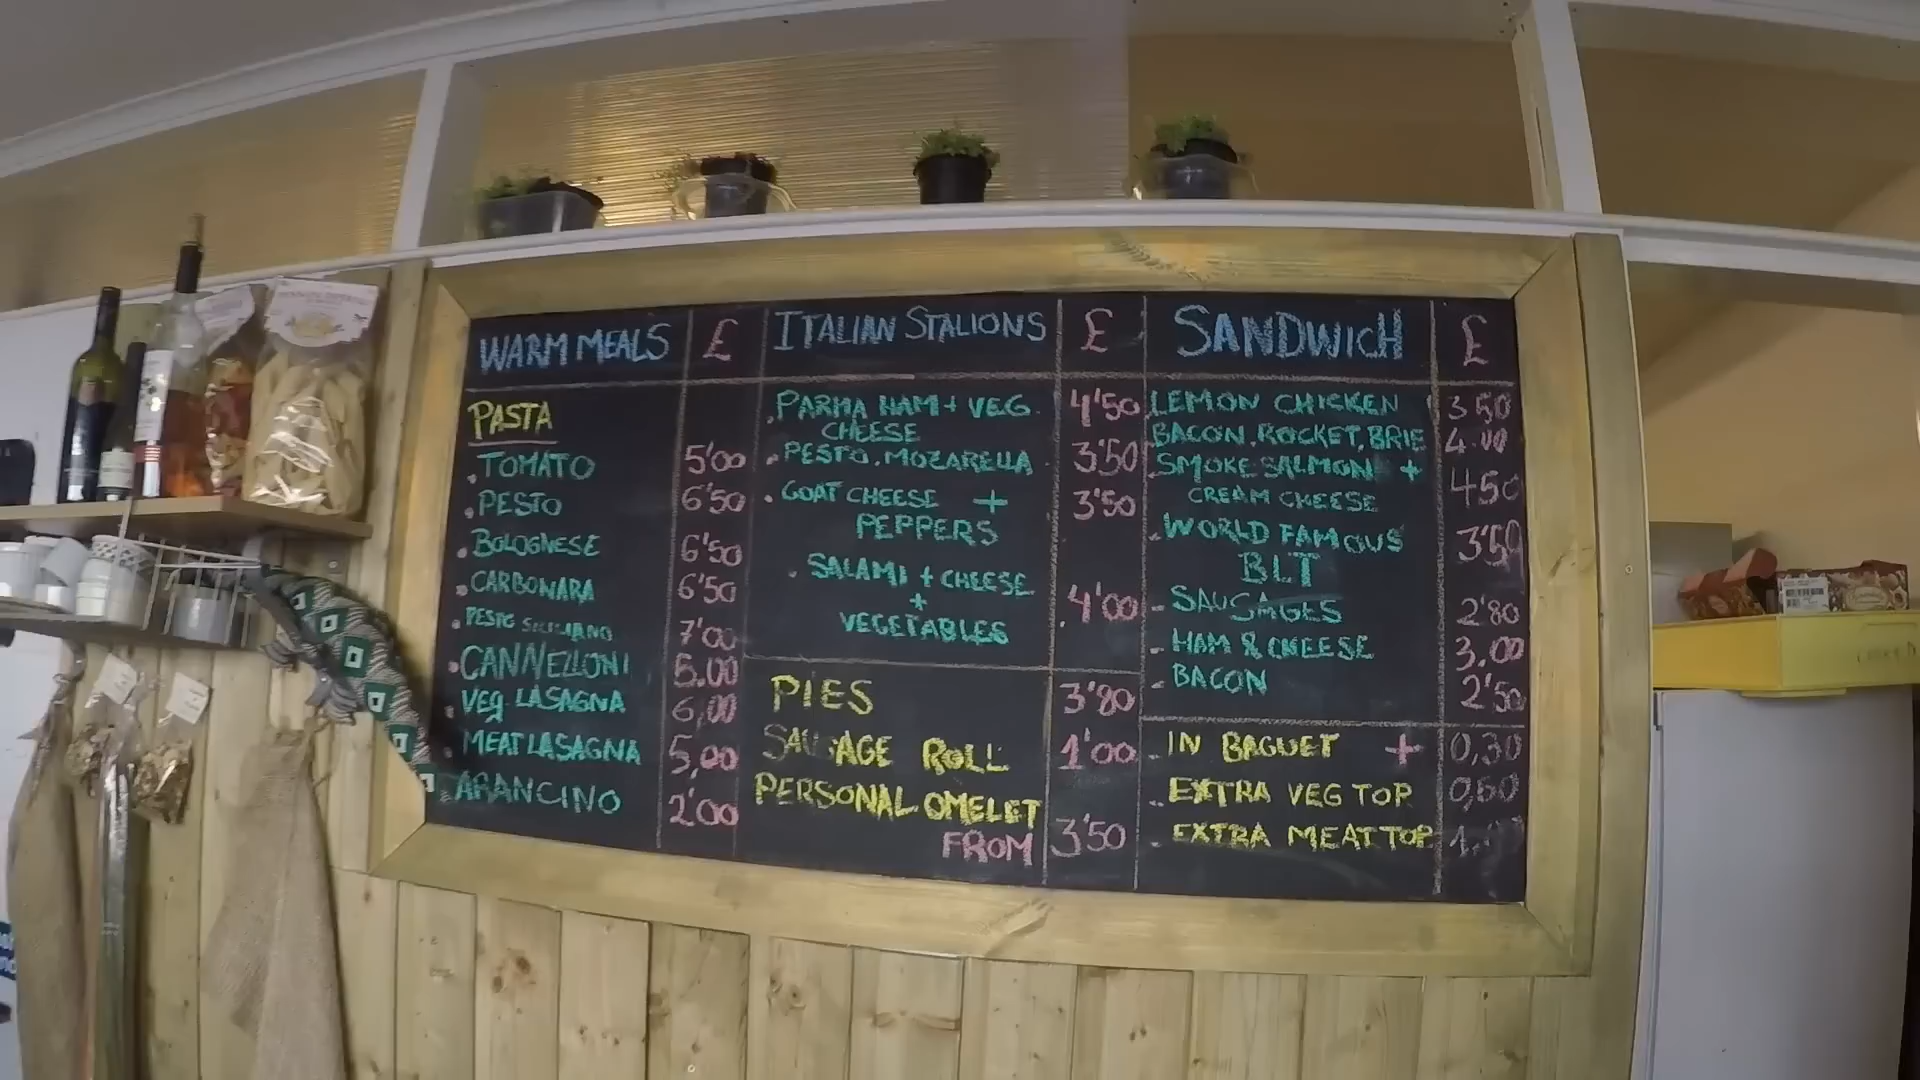 WARM MEALS £
PASTA
. TOMATO 5'00
. PESTO 6'50
. BOLOGNESE 6'50
. CARBONARA 6'50
. PESTO SICILIANO 7'00
. CANNELLONI 5.00
. VEG. LASAGNA 6,00
. MEAT LASAGNA 5,00
. ARANCINO 2'00
ITALIAN STALIONS £
. PARMA HAM + VEG. 4'50
CHEESE
. PESTO. MOZARELLA 3'50
. GOAT CHEESE + 3'50
PEPPERS
. SALAMI + CHEESE
+ 4'00
VEGETABLES
PIES 3'80
SAUSAGE ROLL 1'00
PERSONAL OMELET
FROM 3'50
SANDWICH £
LEMON CHICKEN 3 50
BACON, ROCKET, BRIE 4.00
SMOKE SALMON + 450
CREAM CHEESE
WORLD FAMOUS 3'50
BLT
- SAUSAGES 2'80
- HAM & CHEESE 3.00
- BACON 2'50
- IN BAGUET + 0,30
- EXTRA VEG TOP 0,60
- EXTRA MEAT TOP